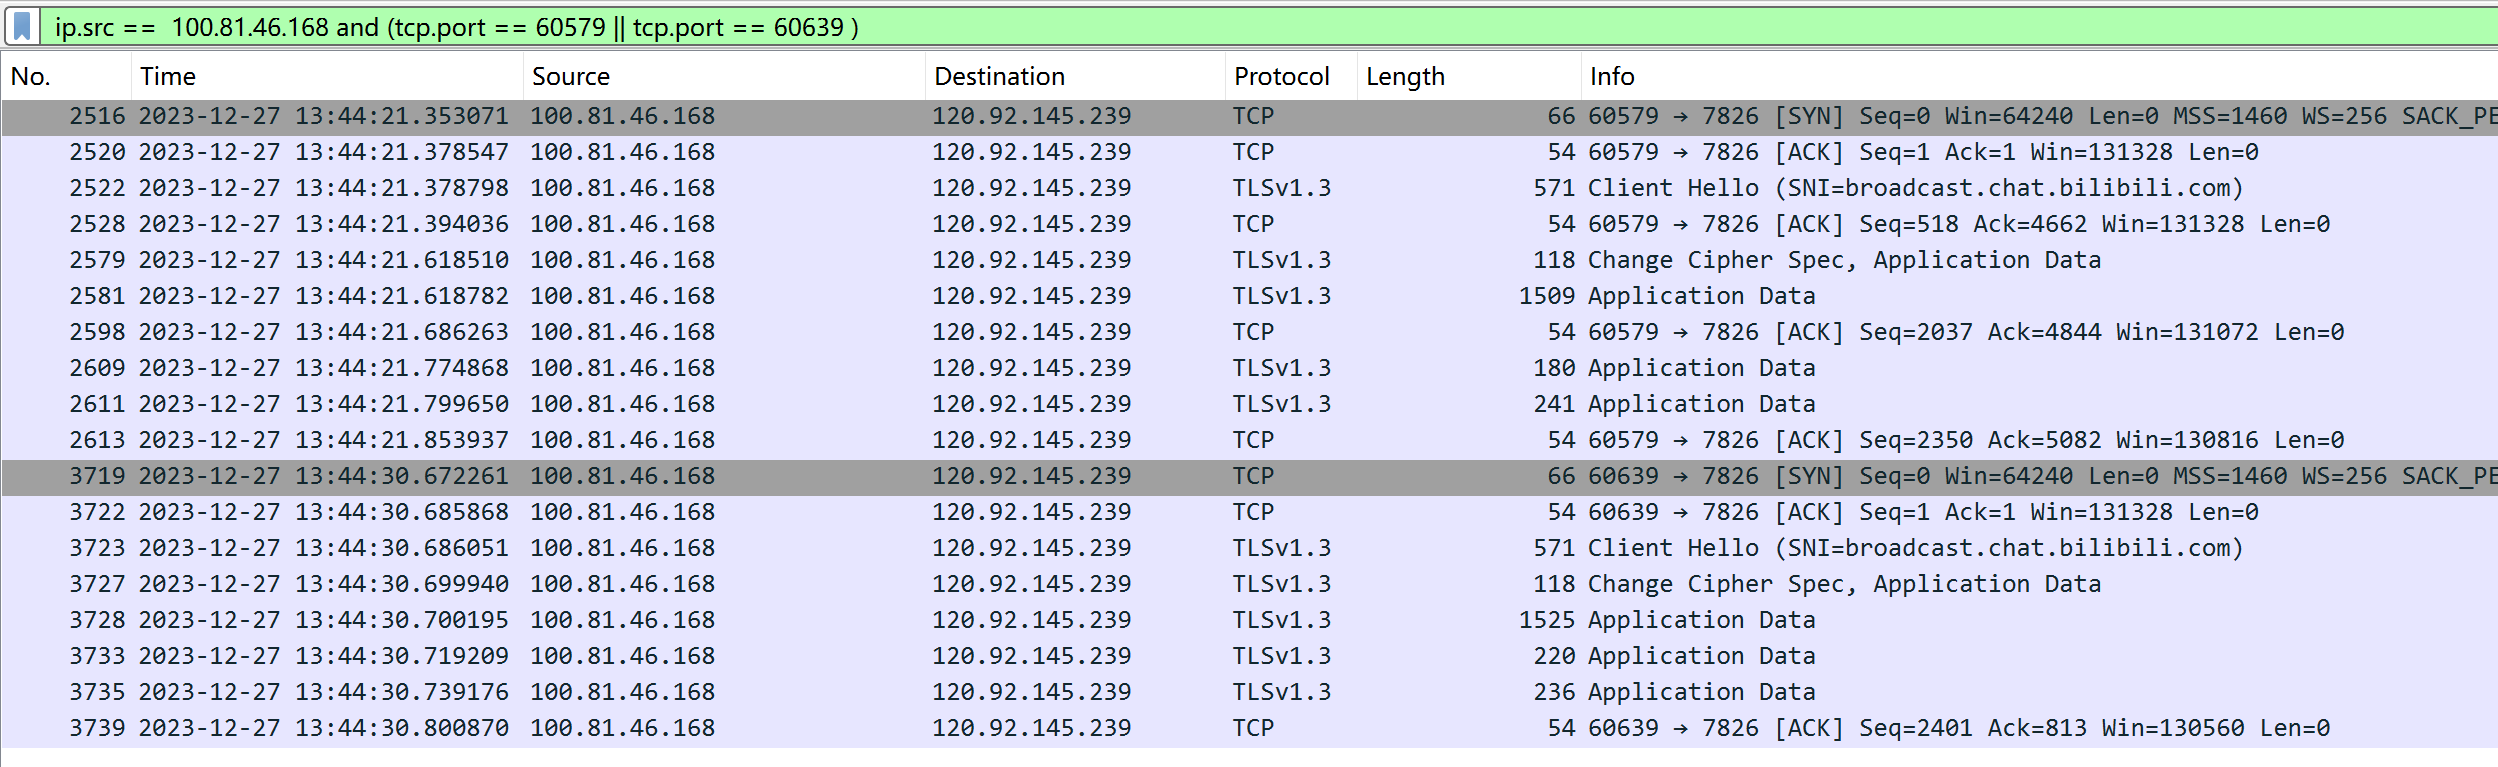 ip.src ==  100.81.46.168 and (tcp.port == 60579 || tcp.port == 60639 )
No. Time Source Destination Protocol Length Info
2516 2023-12-27 13:44:21.353071 100.81.46.168 120.92.145.239 TCP 66 60579 → 7826 [SYN] Seq=0 Win=64240 Len=0 MSS=1460 WS=256 SACK_PE
2520 2023-12-27 13:44:21.378547 100.81.46.168 120.92.145.239 TCP 54 60579 → 7826 [ACK] Seq=1 Ack=1 Win=131328 Len=0
2522 2023-12-27 13:44:21.378798 100.81.46.168 120.92.145.239 TLSv1.3 571 Client Hello (SNI=broadcast.chat.bilibili.com)
2528 2023-12-27 13:44:21.394036 100.81.46.168 120.92.145.239 TCP 54 60579 → 7826 [ACK] Seq=518 Ack=4662 Win=131328 Len=0
2579 2023-12-27 13:44:21.618510 100.81.46.168 120.92.145.239 TLSv1.3 118 Change Cipher Spec, Application Data
2581 2023-12-27 13:44:21.618782 100.81.46.168 120.92.145.239 TLSv1.3 1509 Application Data
2598 2023-12-27 13:44:21.686263 100.81.46.168 120.92.145.239 TCP 54 60579 → 7826 [ACK] Seq=2037 Ack=4844 Win=131072 Len=0
2609 2023-12-27 13:44:21.774868 100.81.46.168 120.92.145.239 TLSv1.3 180 Application Data
2611 2023-12-27 13:44:21.799650 100.81.46.168 120.92.145.239 TLSv1.3 241 Application Data
2613 2023-12-27 13:44:21.853937 100.81.46.168 120.92.145.239 TCP 54 60579 → 7826 [ACK] Seq=2350 Ack=5082 Win=130816 Len=0
3719 2023-12-27 13:44:30.672261 100.81.46.168 120.92.145.239 TCP 66 60639 → 7826 [SYN] Seq=0 Win=64240 Len=0 MSS=1460 WS=256 SACK_PE
3722 2023-12-27 13:44:30.685868 100.81.46.168 120.92.145.239 TCP 54 60639 → 7826 [ACK] Seq=1 Ack=1 Win=131328 Len=0
3723 2023-12-27 13:44:30.686051 100.81.46.168 120.92.145.239 TLSv1.3 571 Client Hello (SNI=broadcast.chat.bilibili.com)
3727 2023-12-27 13:44:30.699940 100.81.46.168 120.92.145.239 TLSv1.3 118 Change Cipher Spec, Application Data
3728 2023-12-27 13:44:30.700195 100.81.46.168 120.92.145.239 TLSv1.3 1525 Application Data
3733 2023-12-27 13:44:30.719209 100.81.46.168 120.92.145.239 TLSv1.3 220 Application Data
3735 2023-12-27 13:44:30.739176 100.81.46.168 120.92.145.239 TLSv1.3 236 Application Data
3739 2023-12-27 13:44:30.800870 100.81.46.168 120.92.145.239 TCP 54 60639 → 7826 [ACK] Seq=2401 Ack=813 Win=130560 Len=0